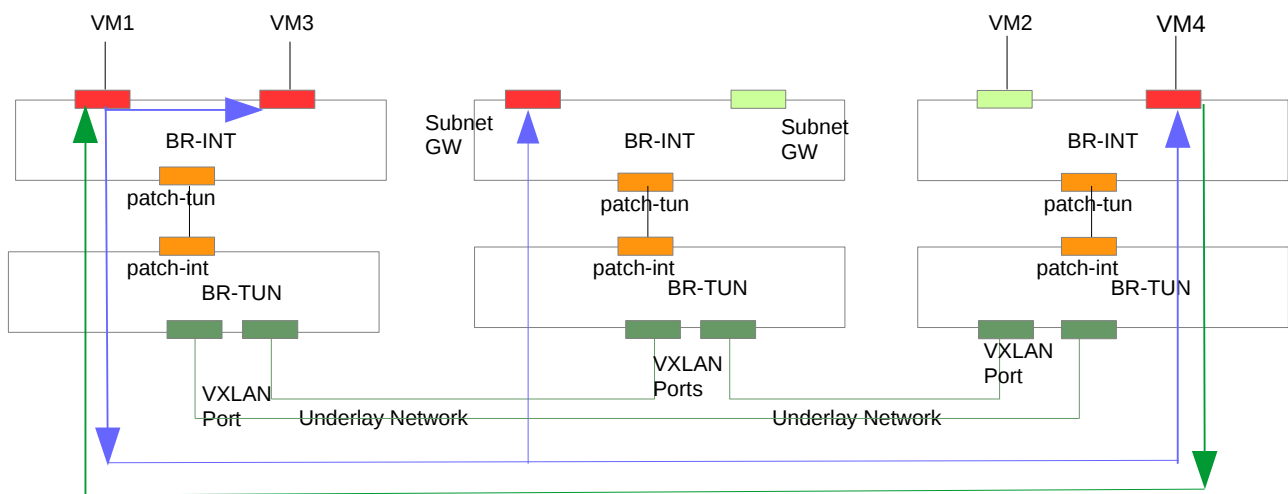 VM1
VM3
VM2
VM4
Subnet
GW
Subnet
GW
BR-INT
BR-INT
BR-INT
patch-tun
patch-tun
patch-tun
patch-int
patch-int
patch-int
BR-TUN
BR-TUN
BR-TUN
VXLAN
Port
VXLAN
Ports
VXLAN
Port
Underlay Network
Underlay Network